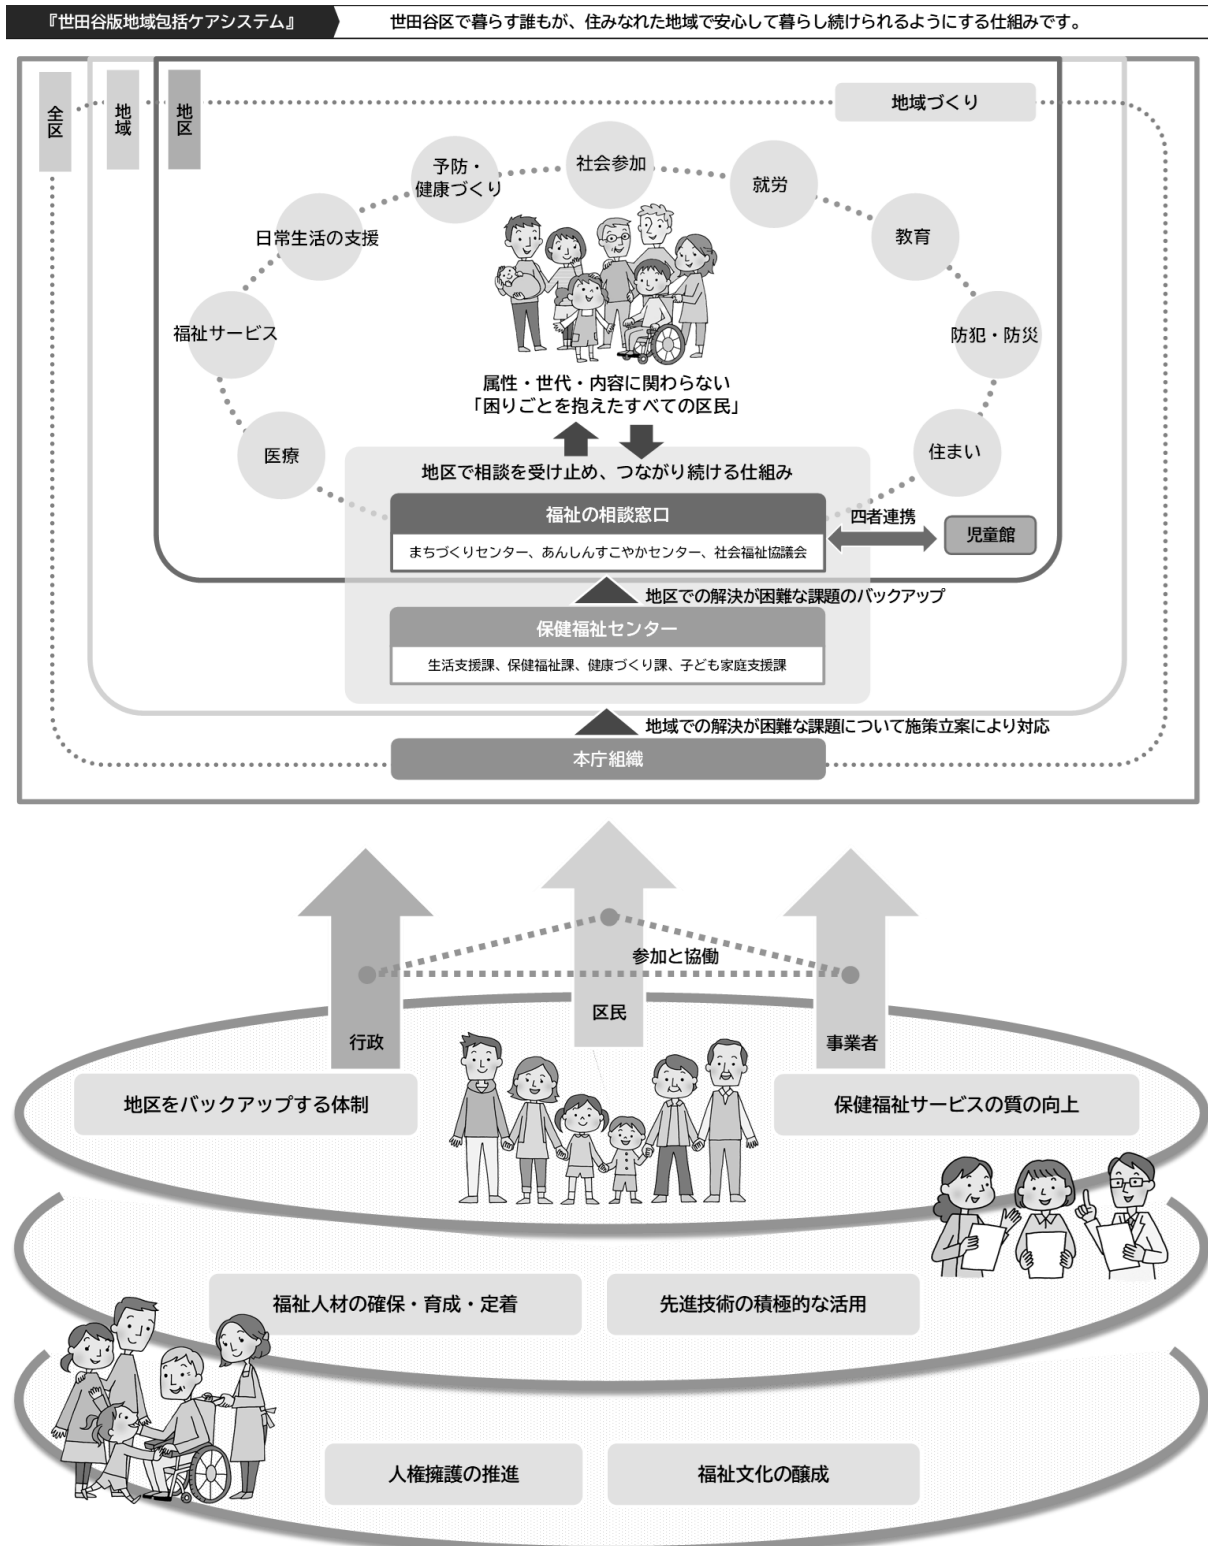 『世田谷版地域包括ケアシステム』
世田谷区で暮らす誰もが、住みなれた地域で安心して暮らし続けられるようにする仕組みです。
全区
地域
地区
地域づくり
社会参加
予防・
健康づくり
就労
日常生活の支援
教育
福祉サービス
防犯・防災
医療
住まい
属性・世代・内容に関わらない
「困りごとを抱えたすべての区民」
地区で相談を受け止め、つながり続ける仕組み
福祉の相談窓口
まちづくりセンター、あんしんすこやかセンター、社会福祉協議会
四者連携
児童館
地区での解決が困難な課題のバックアップ
保健福祉センター
生活支援課、保健福祉課、健康づくり課、子ども家庭支援課
地域での解決が困難な課題について施策立案により対応
本庁組織
参加と協働
行政
区民
事業者
地区をバックアップする体制
保健福祉サービスの質の向上
福祉人材の確保・育成・定着
先進技術の積極的な活用
人権擁護の推進
福祉文化の醸成